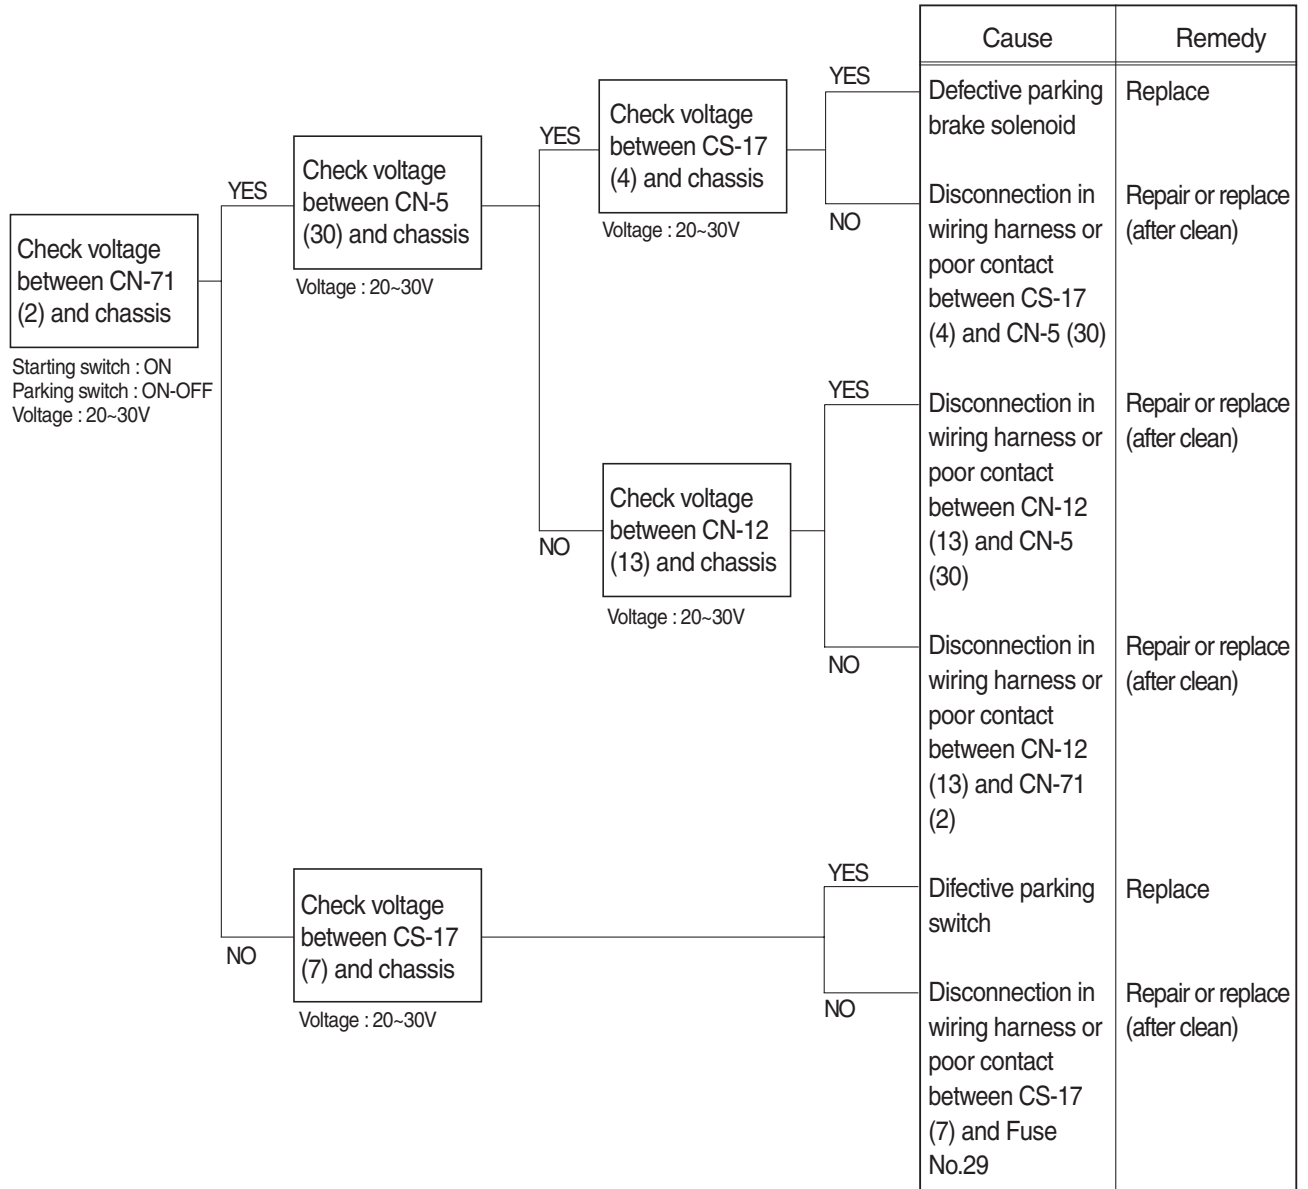 Cause
Remedy
YES
Defective parking
brake solenoid
Replace
Check voltage
between CS-17
(4) and chassis
Voltage : 20~30V
YES
NO
Disconnection in
wiring harness or
poor contact
between CS-17
(4) and CN-5 (30)
Repair or replace
(after clean)
Check voltage
between CN-5
(30) and chassis
Voltage : 20~30V
YES
Check voltage
between CN-71
(2) and chassis
Starting switch : ON
Parking switch : ON-OFF
Voltage : 20~30V
YES
Disconnection in
wiring harness or
poor contact
between CN-12
(13) and CN-5
(30)
Repair or replace
(after clean)
Check voltage
between CN-12
(13) and chassis
Voltage : 20~30V
NO
NO
Disconnection in
wiring harness or
poor contact
between CN-12
(13) and CN-71
(2)
Repair or replace
(after clean)
YES
Difective parking
switch
Replace
Check voltage
between CS-17
(7) and chassis
Voltage : 20~30V
NO
NO
Disconnection in
wiring harness or
poor contact
between CS-17
(7) and Fuse
No.29
Repair or replace
(after clean)